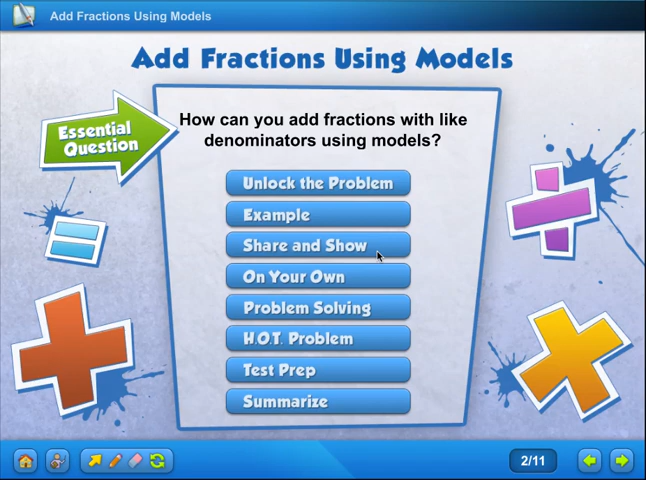 Add Fractions Using Models
Add Fractions Using Models
Essential
Question
How can you add fractions with like
denominators using models?
Unlock the Problem
Example
Share and Show
On Your Own
Problem Solving
H.O.T. Problem
Test Prep
Summarize
2/11